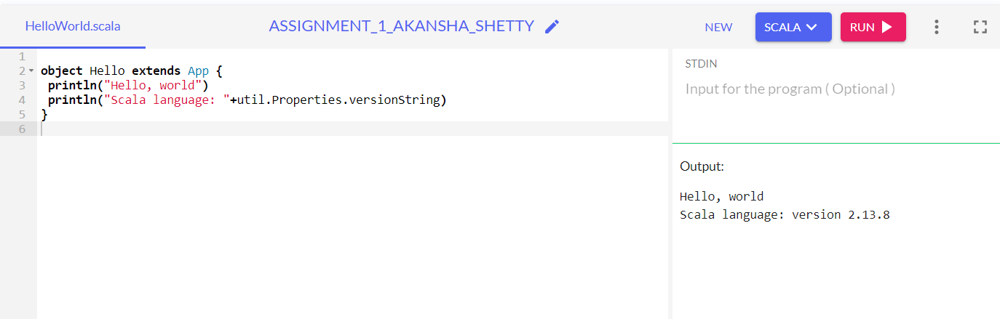 HelloWorld.scala
ASSIGNMENT_1_AKANSHA_SHETTY
NEW
SCALA
RUN
1
2 object Hello extends App {
3  println("Hello, world")
4  println("Scala language: "+util.Properties.versionString)
5 }
6
STDIN
Input for the program ( Optional )
Output:
Hello, world
Scala language: version 2.13.8